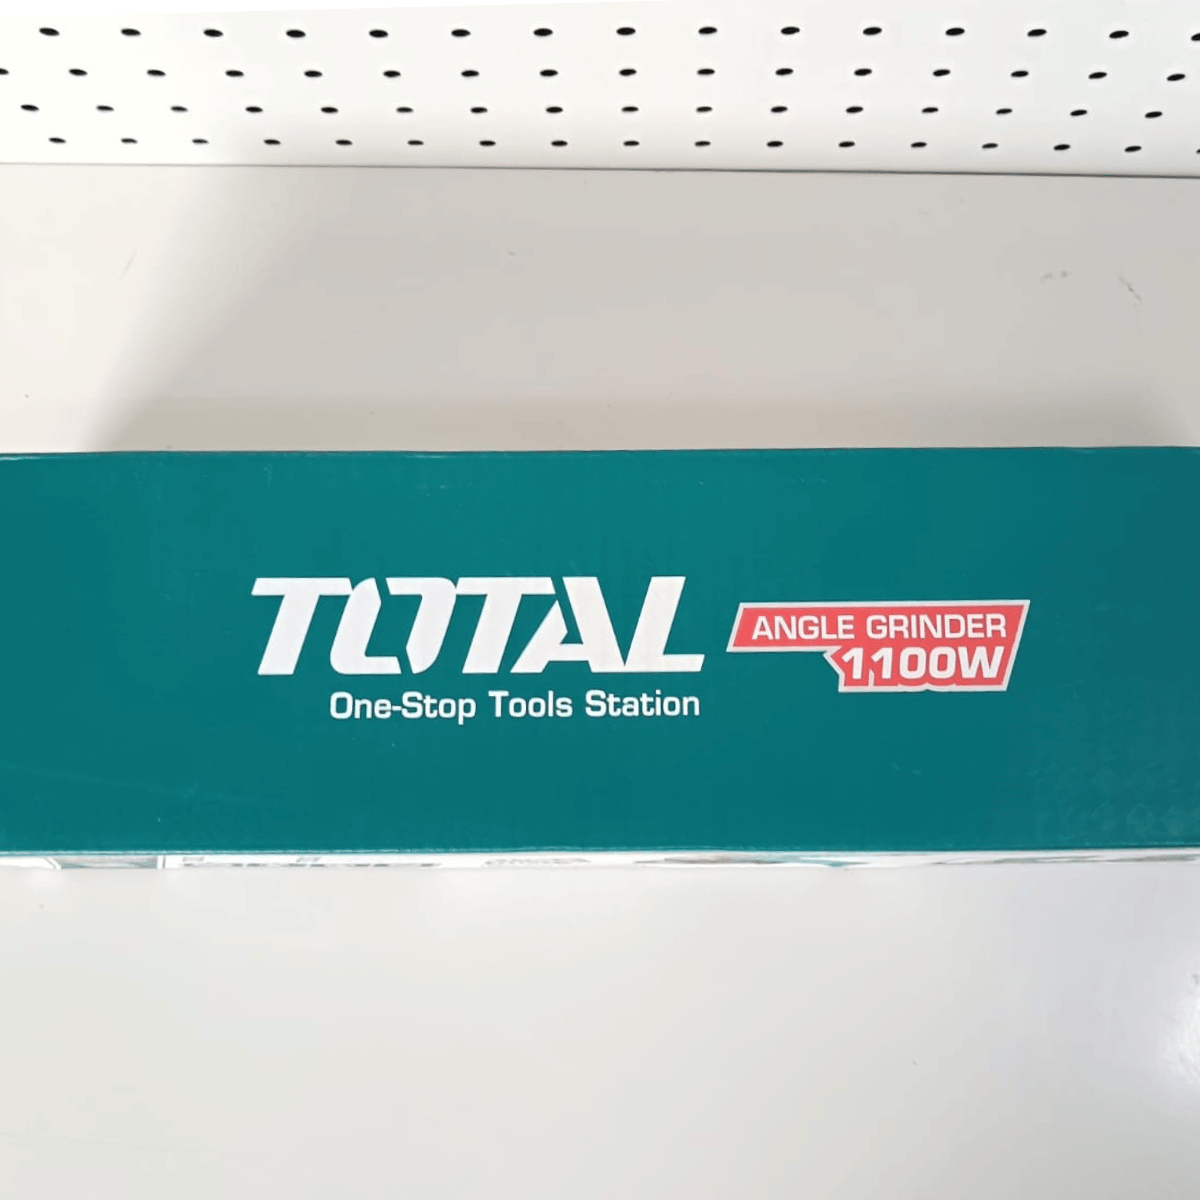 TOTAL
One-Stop Tools Station
ANGLE GRINDER
1100W